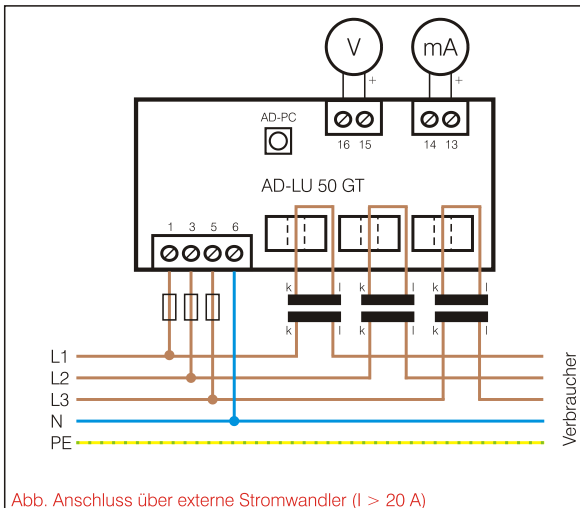 V mA
+ +
AD-PC
16 15 14 13
AD-LU 50 GT
1 3 5 6
k l k l k l
k l k l k l
L1
L2
L3
N
PE
Verbraucher
Abb. Anschluss über externe Stromwandler (I > 20 A)